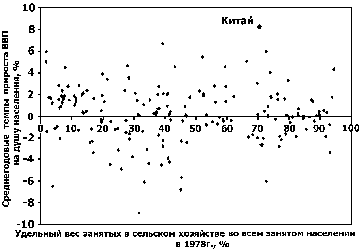 Среднегодовые темпы прироста ВВП
на душу населения, %
10
8
6
4
2
0
-2
-4
-6
-8
-10
Китай
0 10 20 30 40 50 60 70 80 90 100
Удельный вес занятых в сельском хозяйстве во всем занятом населении
в 1978г., %